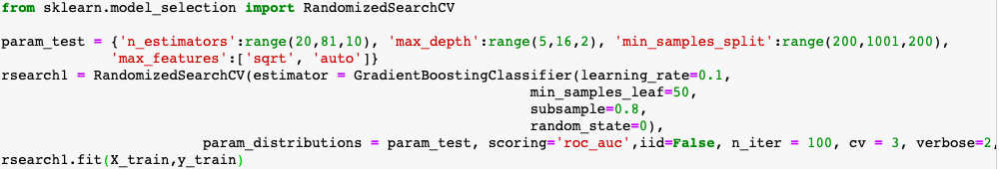 from sklearn.model_selection import RandomizedSearchCV
param_test = {'n_estimators':range(20,81,10), 'max_depth':range(5,16,2), 'min_samples_split':range(200,1001,200),
'max_features':['sqrt', 'auto']}
rsearch1 = RandomizedSearchCV(estimator = GradientBoostingClassifier(learning_rate=0.1,
min_samples_leaf=50,
subsample=0.8,
random_state=0),
param_distributions = param_test, scoring='roc_auc',iid=False, n_iter = 100, cv = 3, verbose=2,
rsearch1.fit(X_train,y_train)